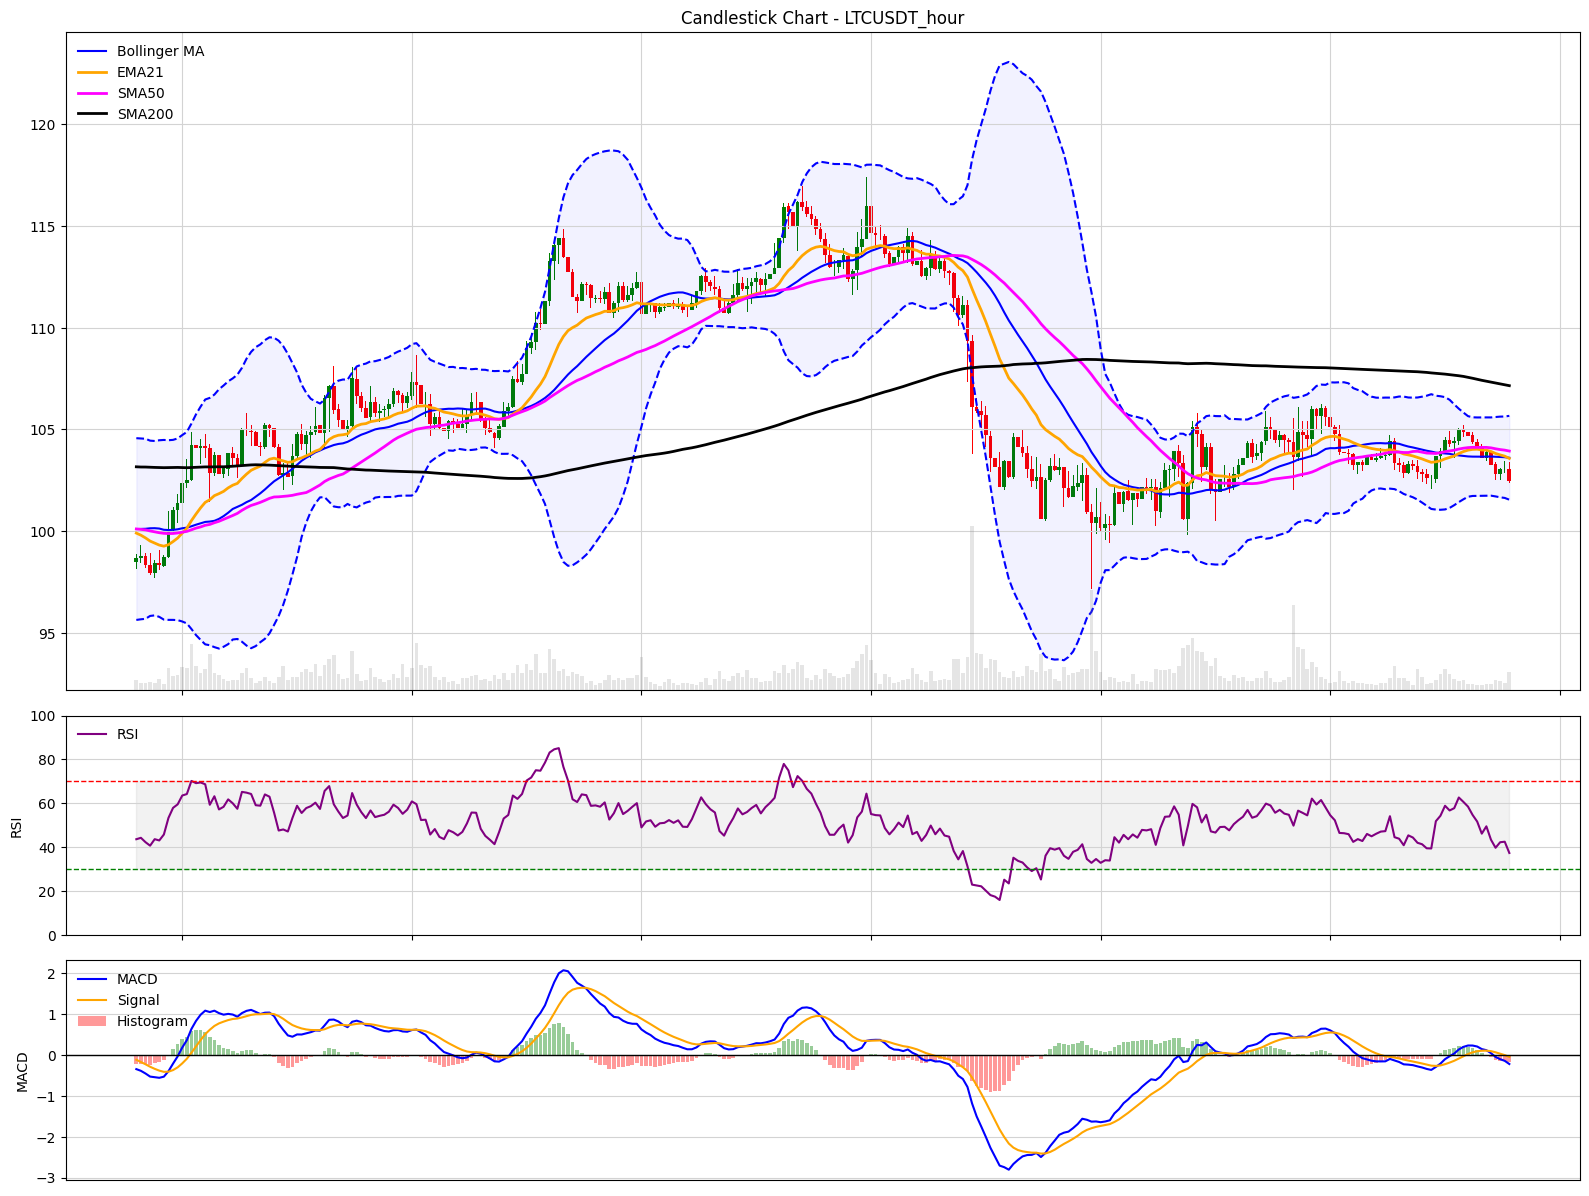 Candlestick Chart - LTCUSDT_hour
Bollinger MA
EMA21
SMA50
SMA200
120
115
110
105
100
95
RSI
100
80
60
40
20
0
RSI
MACD
Signal
Histogram
2
1
0
−1
−2
−3
MACD